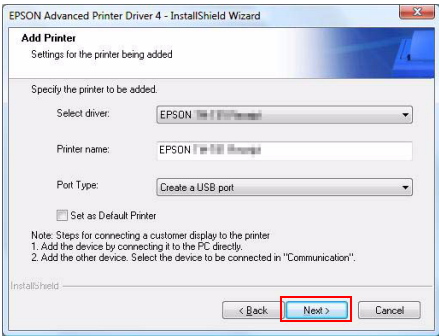 EPSON Advanced Printer Driver 4 - InstallShield Wizard
Add Printer
Settings for the printer being added
Specify the printer to be added.
Select driver:
EPSON
Printer name:
EPSON
Port Type:
Create a USB port
Set as Default Printer
Note: Steps for connecting a customer display to the printer
1. Add the device by connecting it to the PC directly.
2. Add the other device. Select the device to be connected in "Communication".
InstallShield
< Back
Next >
Cancel